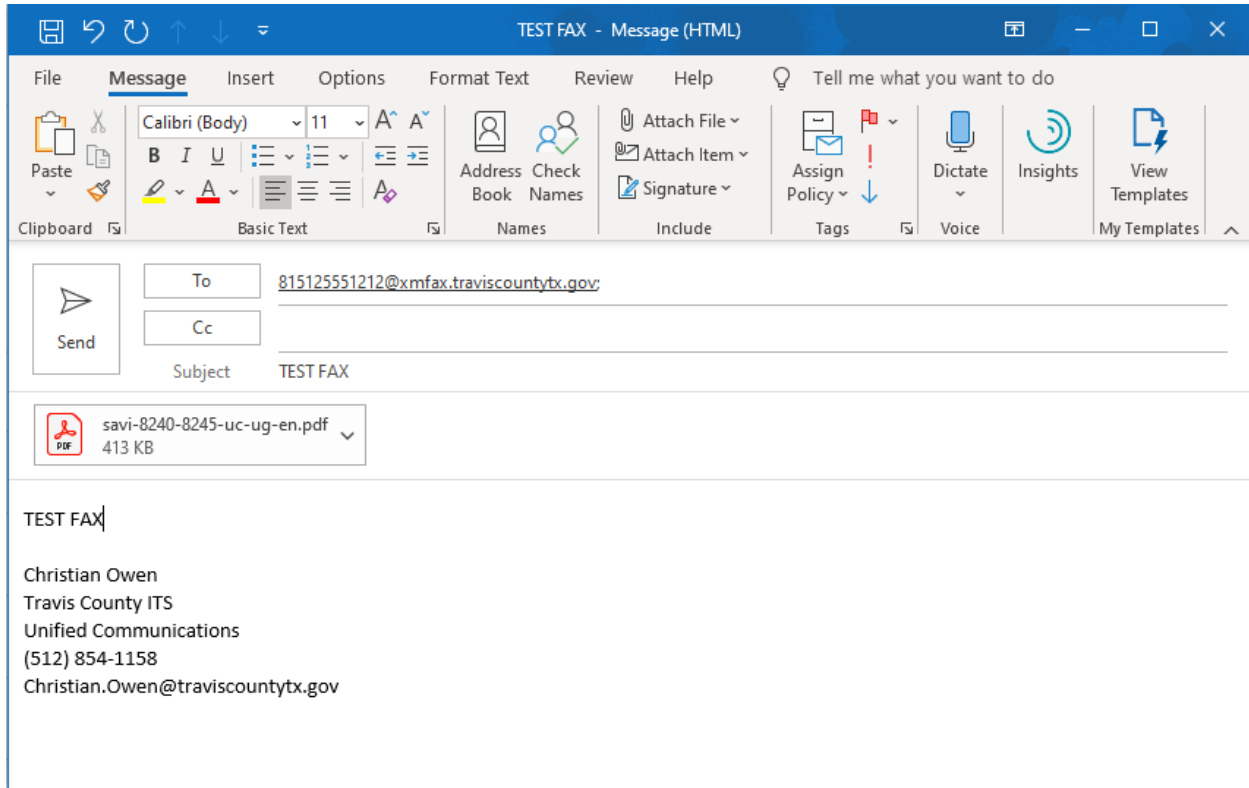 TEST FAX - Message (HTML)
File Message Insert Options Format Text Review Help Tell me what you want to do
Calibri (Body) 11 A^ A˅
Attach File
B I U
Attach Item
Paste
Address Book
Check Names
Signature
Assign Policy
Dictate
Insights
View Templates
A A
Clipboard Basic Text Names Include Tags Voice My Templates
To 815125551212@xmfax.traviscountytx.gov;
Send
Cc
Subject TEST FAX
PDF
savi-8240-8245-uc-ug-en.pdf
413 KB
TEST FAX
Christian Owen
Travis County ITS
Unified Communications
(512) 854-1158
Christian.Owen@traviscountytx.gov